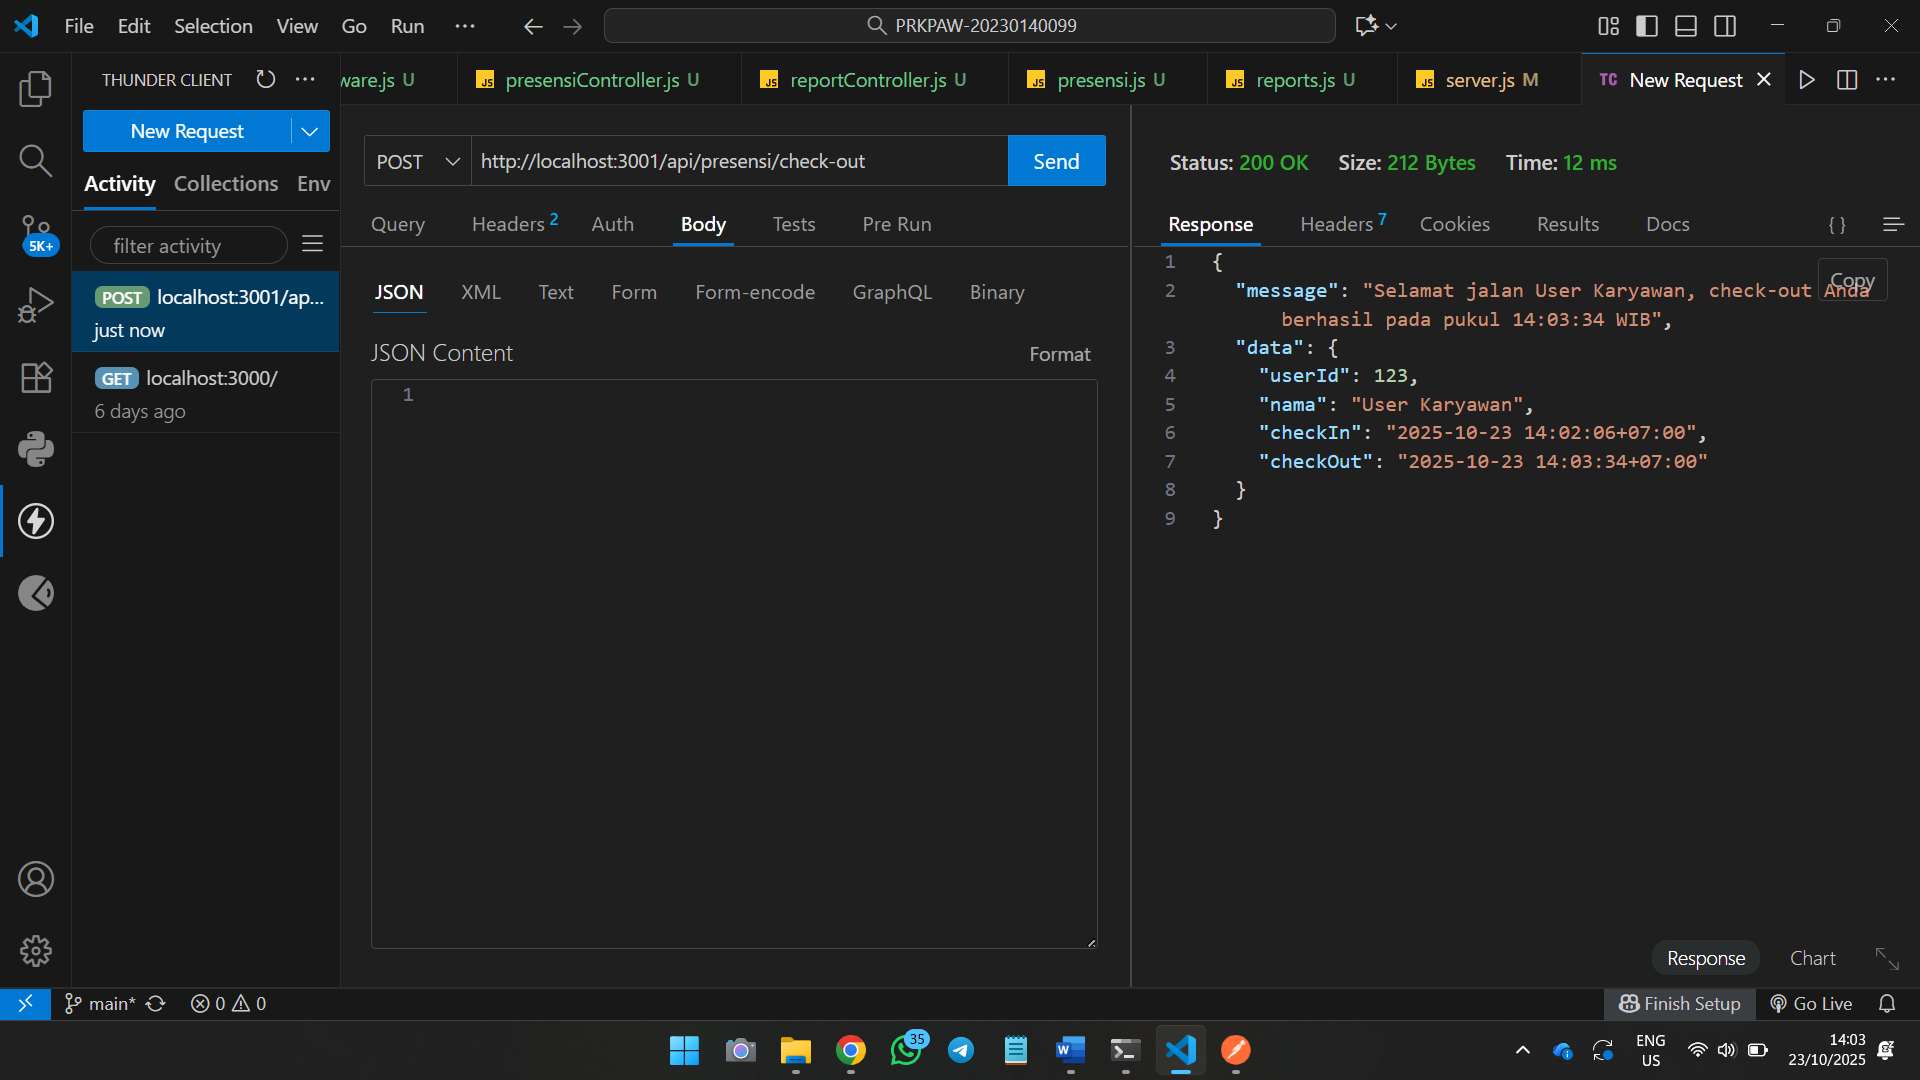 File Edit Selection View Go Run ··· PRKPAW-20230140099
THUNDER CLIENT ···
New Request
Activity Collections Env
filter activity
POST localhost:3001/ap...
just now
GET localhost:3000/
6 days ago
ware.js U JS presensiController.js U JS reportController.js U JS presensi.js U JS reports.js U JS server.js M TC New Request
POST http://localhost:3001/api/presensi/check-out Send
Query Headers 2 Auth Body Tests Pre Run
JSON XML Text Form Form-encode GraphQL Binary
JSON Content Format
1
Status: 200 OK Size: 212 Bytes Time: 12 ms
Response Headers 7 Cookies Results Docs { }
Copy
1 {
2 "message": "Selamat jalan User Karyawan, check-out Anda
berhasil pada pukul 14:03:34 WIB",
3 "data": {
4 "userId": 123,
5 "nama": "User Karyawan",
6 "checkIn": "2025-10-23 14:02:06+07:00",
7 "checkOut": "2025-10-23 14:03:34+07:00"
8 }
9 }
Response Chart
5K+
main* 0 0 Finish Setup Go Live
35
ENG
US
14:03
23/10/2025